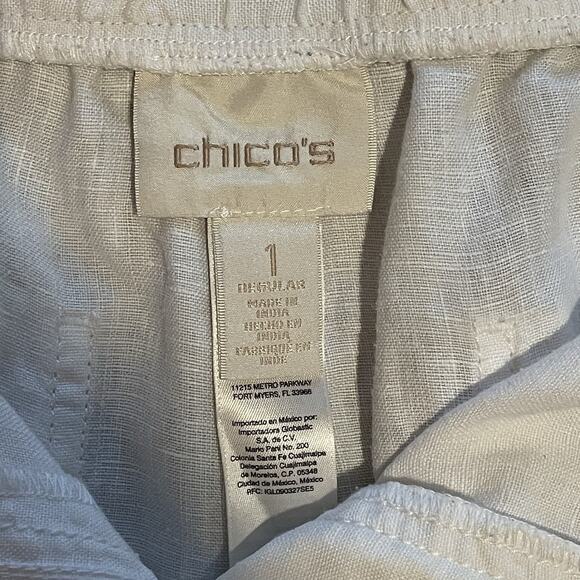 chico's
1
REGULAR
MADE IN
INDIA
HECHO EN
INDIA
FABRIQUÉ EN
INDE
11215 METRO PARKWAY
FORT MYERS, FL 33966
Importado en México por:
Importadora Globastic
S.A. de C.V.
Mario Pani No. 200
Colonia Santa Fe Cuajimalpa
Delegación Cuajimalpa
de Morelos, C.P. 05348
Ciudad de México, México
RFC: IGL090327SE5